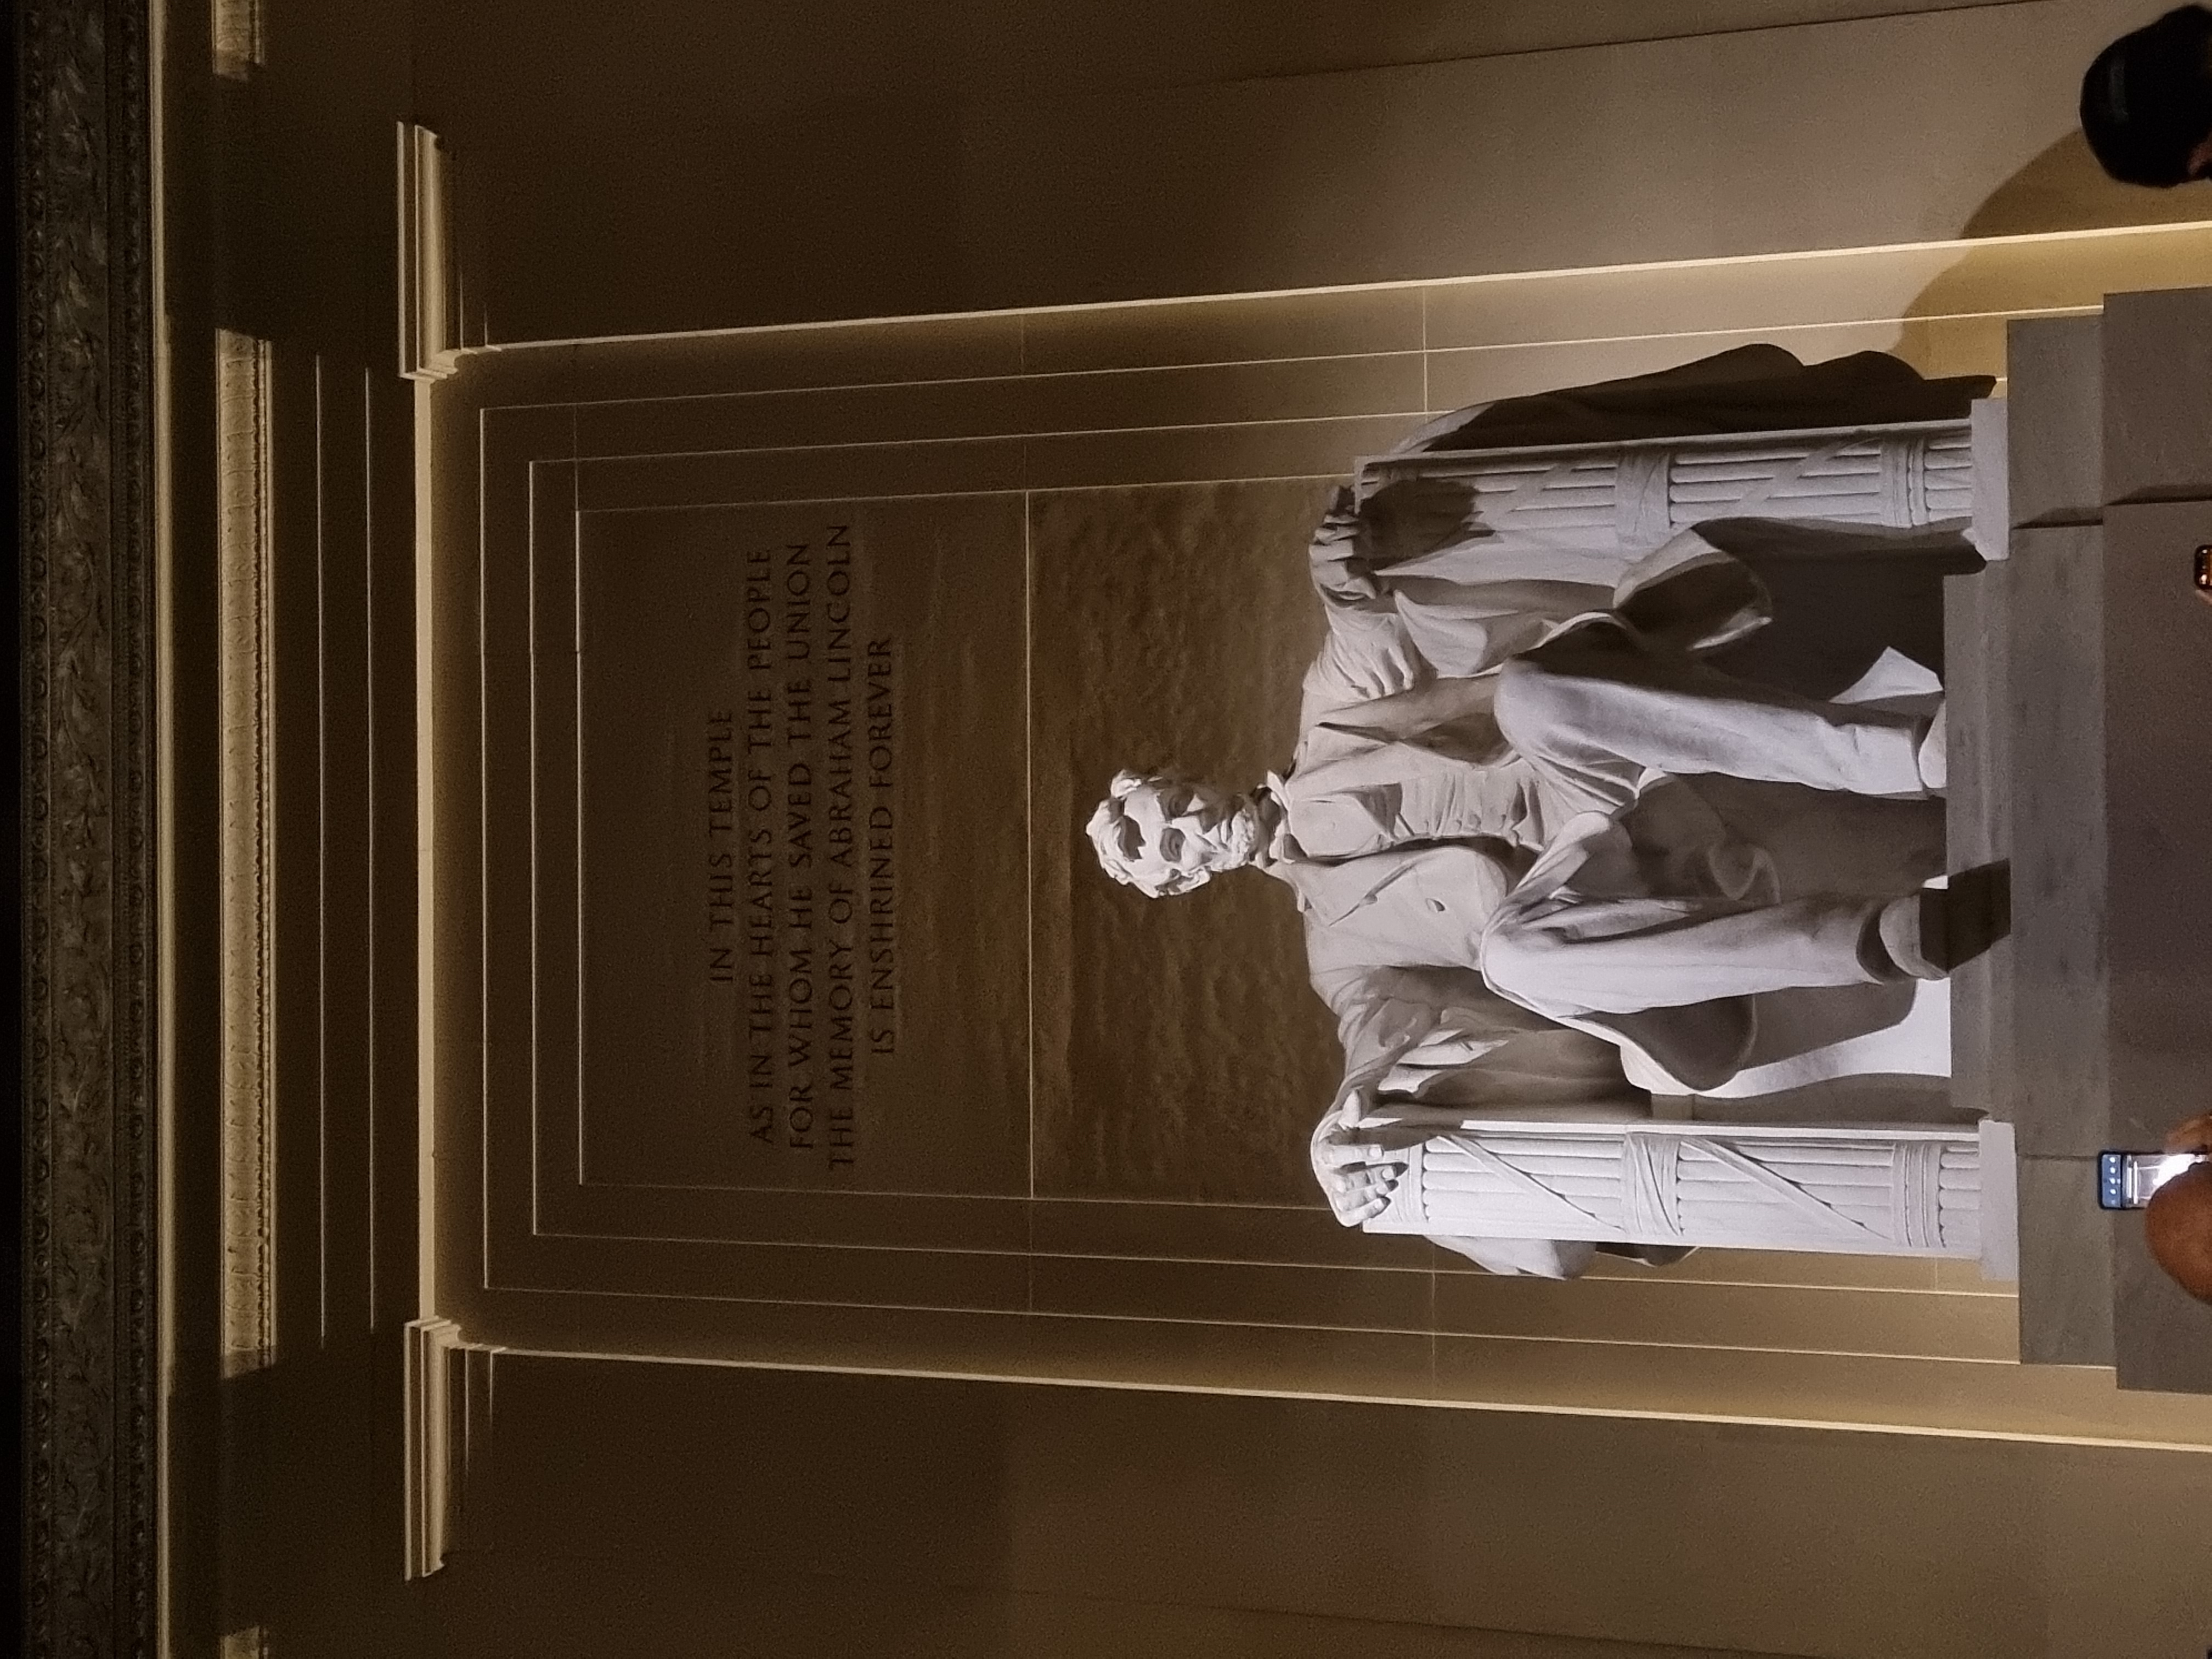 IN THIS TEMPLE
AS IN THE HEARTS OF THE PEOPLE
FOR WHOM HE SAVED THE UNION
THE MEMORY OF ABRAHAM LINCOLN
IS ENSHRINED FOREVER